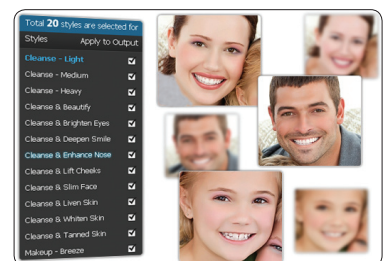 Total 20 styles are selected for
Styles Apply to Output
Cleanse - Light
Cleanse - Medium
Cleanse - Heavy
Cleanse & Beautify
Cleanse & Brighten Eyes
Cleanse & Deepen Smile
Cleanse & Enhance Nose
Cleanse & Lift Cheeks
Cleanse & Slim Face
Cleanse & Liven Skin
Cleanse & Whiten Skin
Cleanse & Tanned Skin
Makeup - Breeze